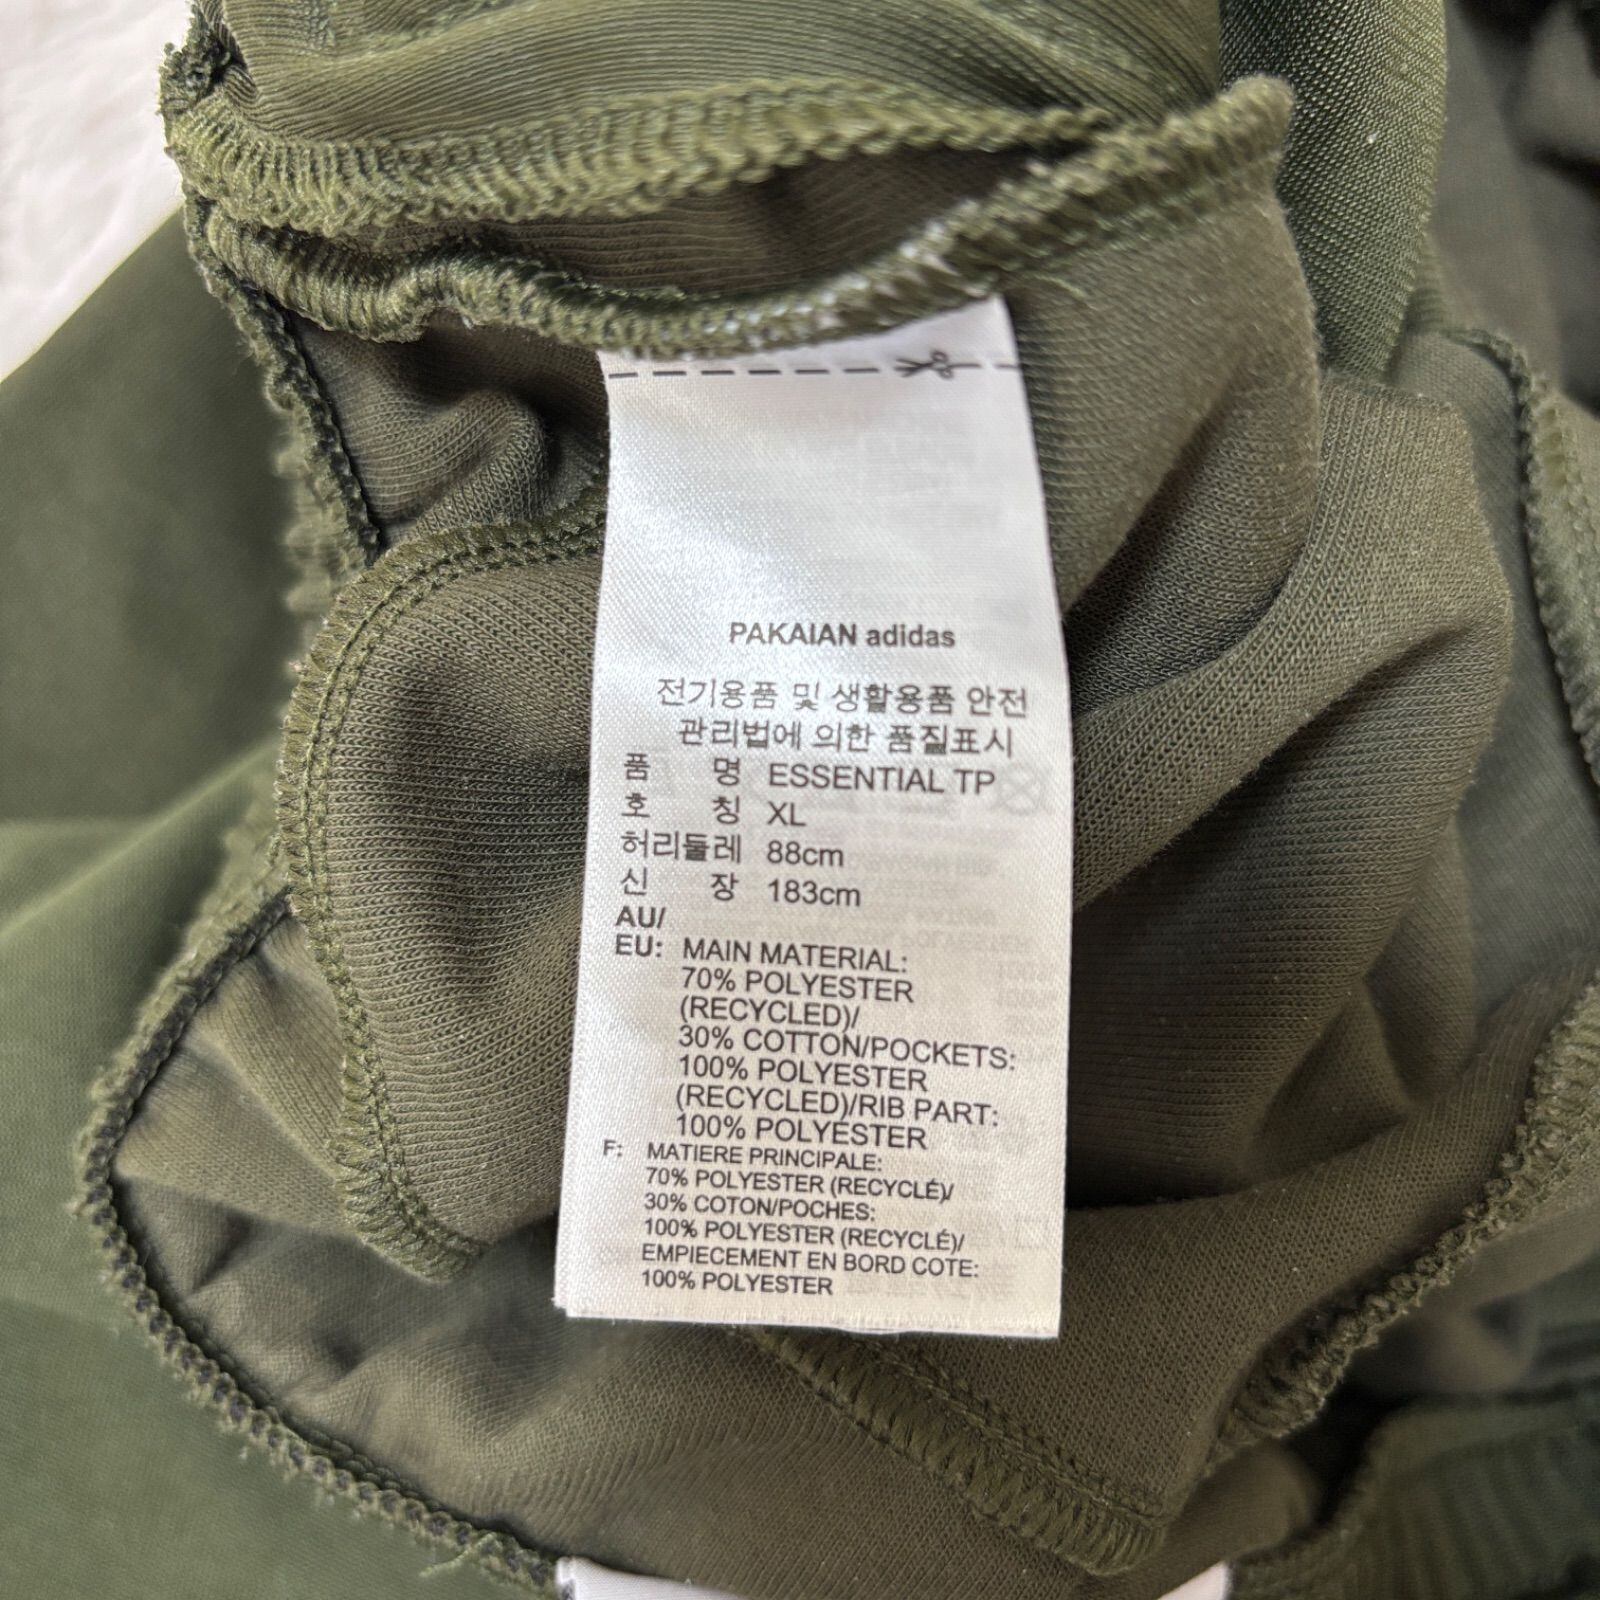 PAKAIAN adidas
전기용품 및 생활용품 안전
관리법에 의한 품질표시
품 명 ESSENTIAL TP
호 칭 XL
허리둘레 88cm
신 장 183cm
AU/
EU: MAIN MATERIAL:
70% POLYESTER
(RECYCLED)/
30% COTTON/POCKETS:
100% POLYESTER
(RECYCLED)/RIB PART:
100% POLYESTER
F: MATIERE PRINCIPALE:
70% POLYESTER (RECYCLÉ)/
30% COTON/POCHES:
100% POLYESTER (RECYCLÉ)/
EMPIECEMENT EN BORD COTE:
100% POLYESTER